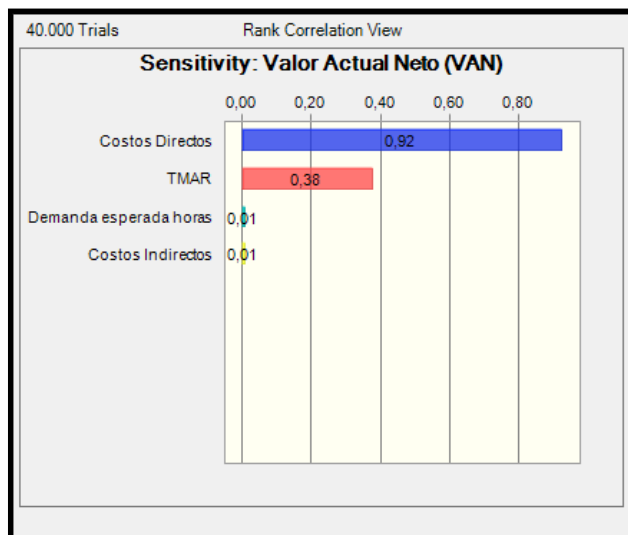 40.000 Trials Rank Correlation View
Sensitivity: Valor Actual Neto (VAN)
0,00 0,20 0,40 0,60 0,80
Costos Directos 0,92
TMAR 0,38
Demanda esperada horas 0,01
Costos Indirectos 0,01